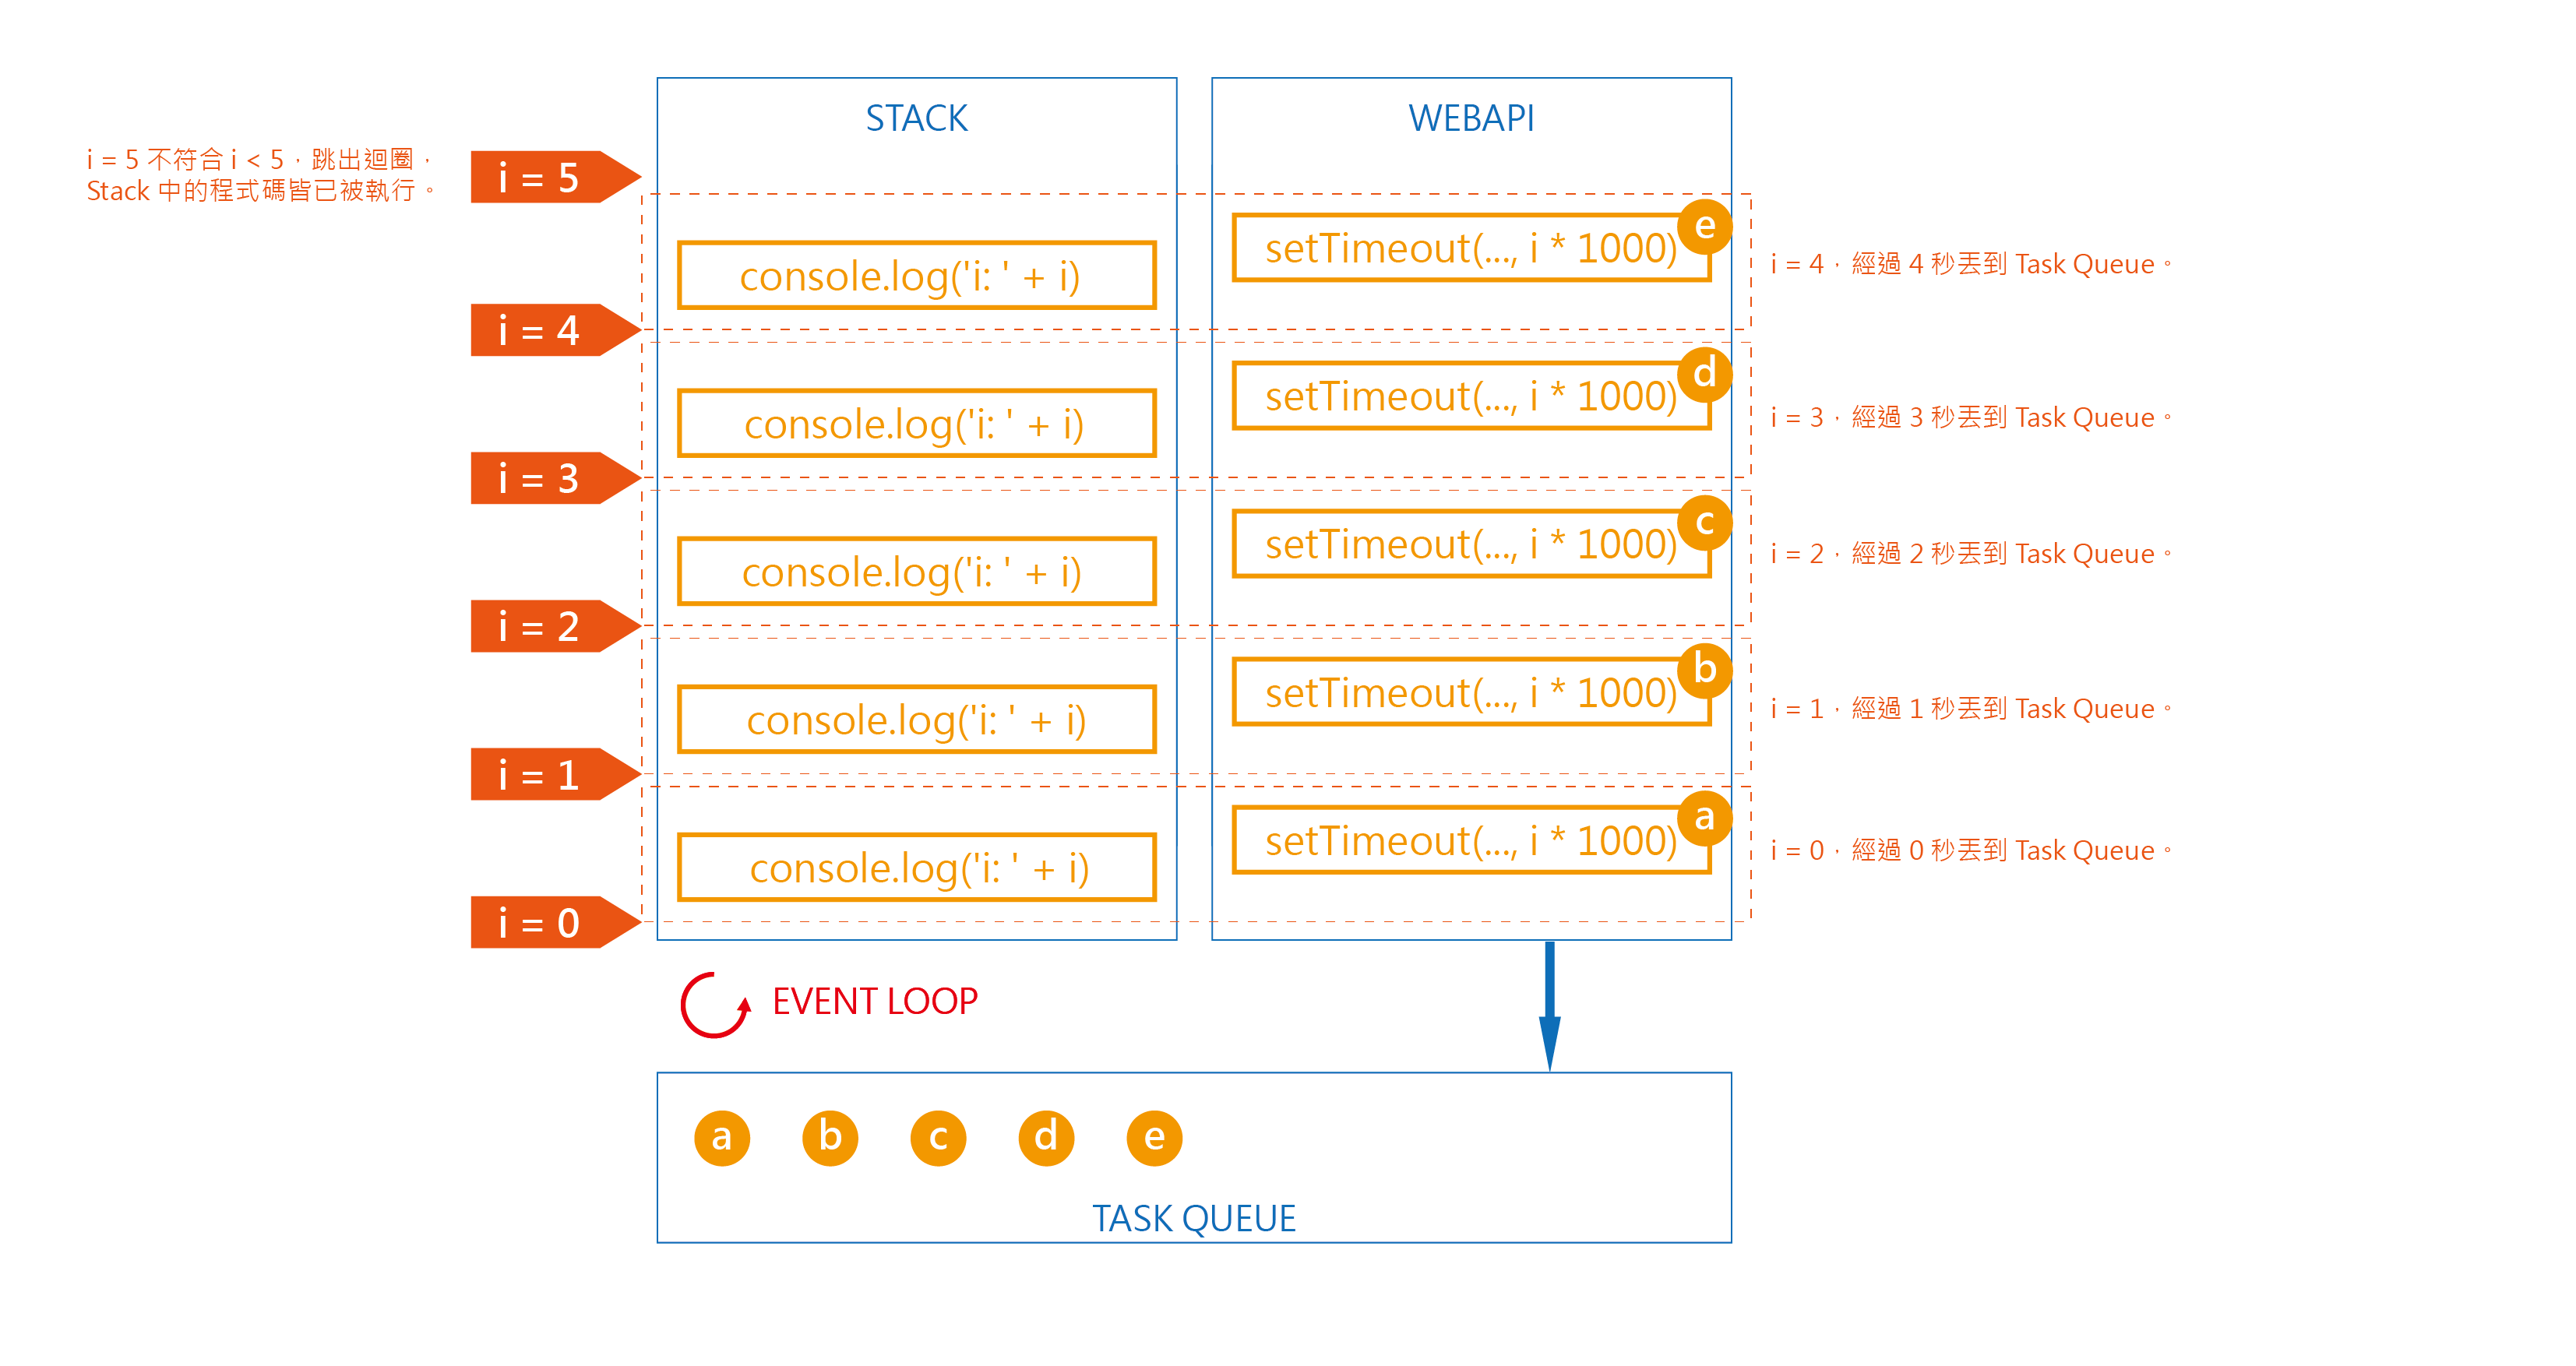 STACK
WEBAPI
i = 5 不符合 i < 5，跳出迴圈，
Stack 中的程式碼皆已被執行。
i = 5
e
setTimeout(..., i * 1000)
console.log('i: ' + i)
i = 4，經過 4 秒丟到 Task Queue。
i = 4
d
setTimeout(..., i * 1000)
console.log('i: ' + i)
i = 3，經過 3 秒丟到 Task Queue。
i = 3
c
setTimeout(..., i * 1000)
console.log('i: ' + i)
i = 2，經過 2 秒丟到 Task Queue。
i = 2
b
setTimeout(..., i * 1000)
console.log('i: ' + i)
i = 1，經過 1 秒丟到 Task Queue。
i = 1
a
setTimeout(..., i * 1000)
console.log('i: ' + i)
i = 0，經過 0 秒丟到 Task Queue。
i = 0
EVENT LOOP
a b c d e
TASK QUEUE